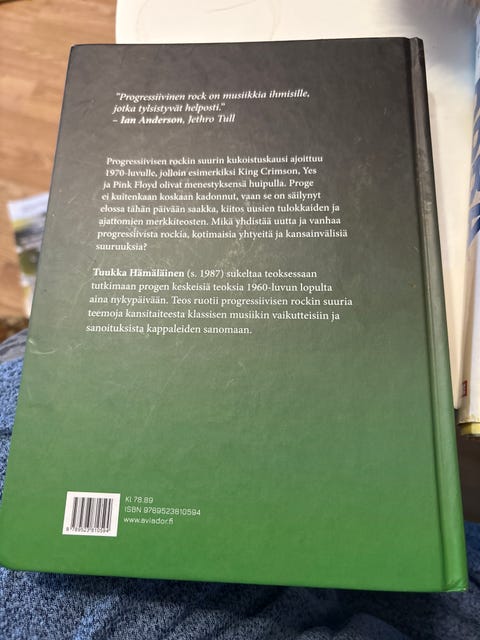 "Progressiivinen rock on musiikkia ihmisille,
jotka tylsistyvät helposti."
– Ian Anderson, Jethro Tull
Progressiivisen rockin suurin kukoistuskausi ajoittuu
1970-luvulle, jolloin esimerkiksi King Crimson, Yes
ja Pink Floyd olivat menestyksensä huipulla. Proge
ei kuitenkaan koskaan kadonnut, vaan se on säilynyt
elossa tähän päivään saakka, kiitos uusien tulokkaiden ja
ajattomien merkkiteosten. Mikä yhdistää uutta ja vanhaa
progressiivista rockia, kotimaisia yhtyeitä ja kansainvälisiä
suuruuksia?
Tuukka Hämäläinen (s. 1987) sukeltaa teoksessaan
tutkimaan progen keskeisiä teoksia 1960-luvun lopulta
aina nykypäivään. Teos ruotii progressiivisen rockin suuria
teemoja kansitaiteesta klassisen musiikin vaikutteisiin ja
sanoituksista kappaleiden sanomaan.
Kl 78.89
ISBN 9789523810594
www.aviador.fi
9 789523 810594